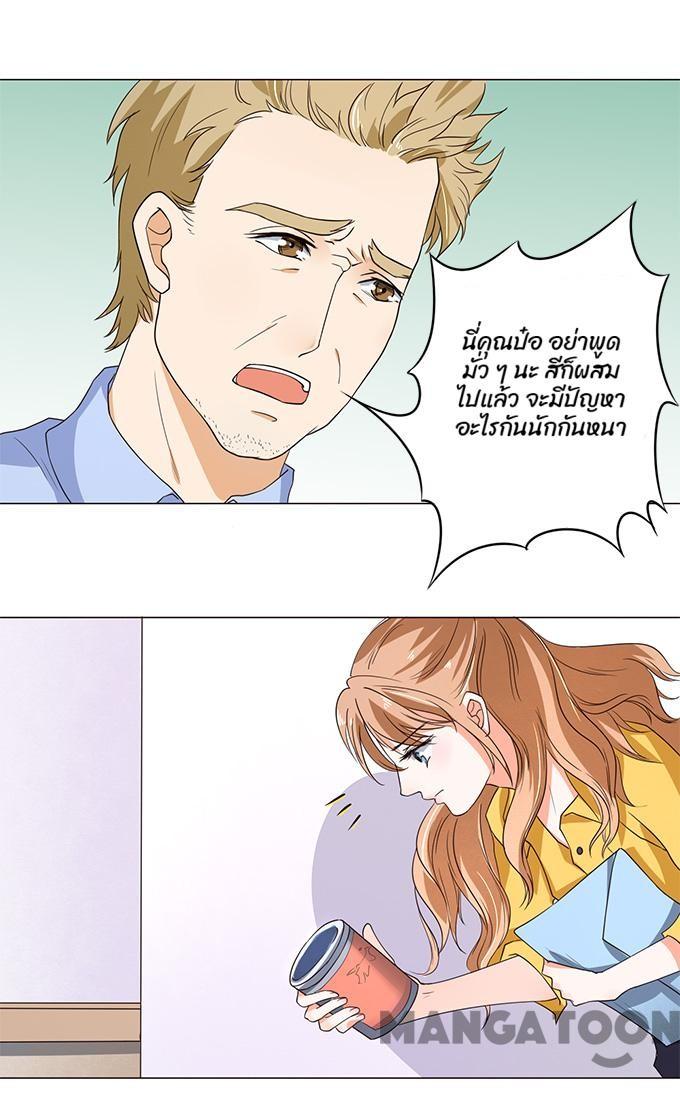 นี่คุณป๋อ อย่าพูด
มั่ว ๆ นะ สีก็ผสม
ไปแล้ว จะมีปัญหา
อะไรกันนักกันหนา
MANGATOON